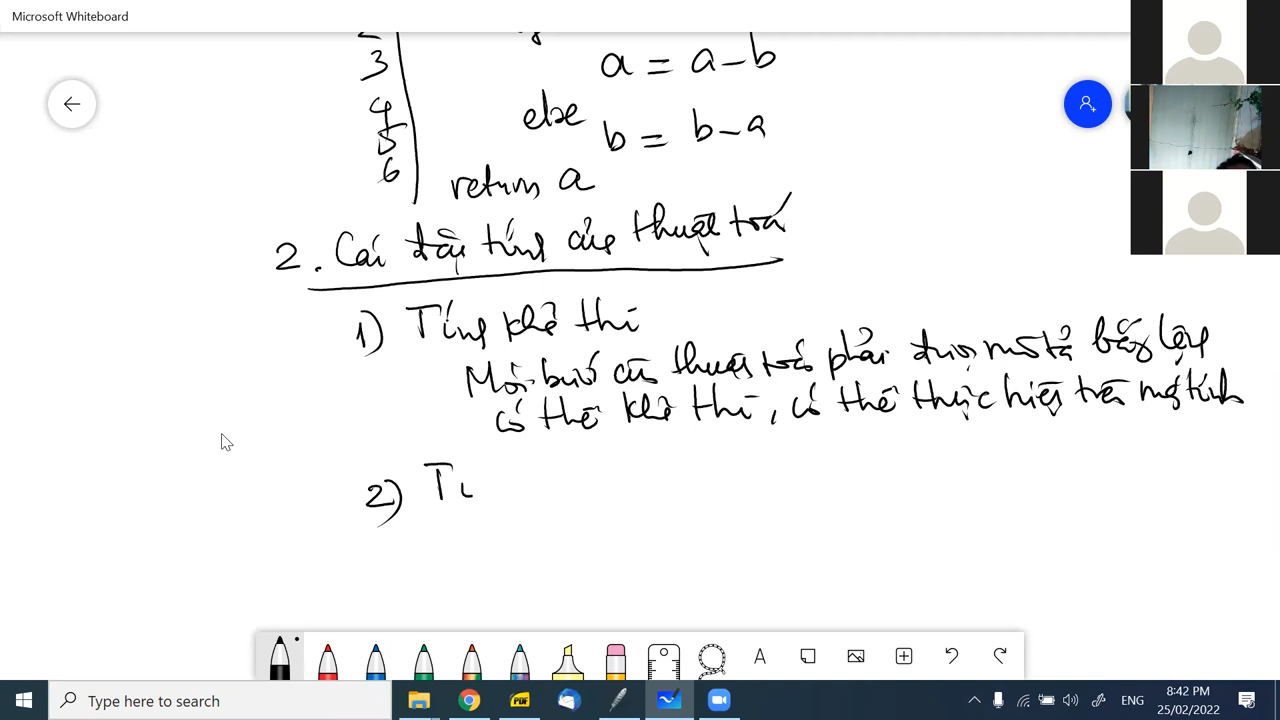 Microsoft Whiteboard
3 a = a - b
4 else
5 b = b - a
6 return a
2. Các đặc tính của thuật toán
1) Tính khả thi
Mỗi bước của thuật toán phải được mô tả bằng lệnh
có thể khả thi, có thể thực hiện trên máy tính
2) Tí
Type here to search
ENG
8:42 PM
25/02/2022